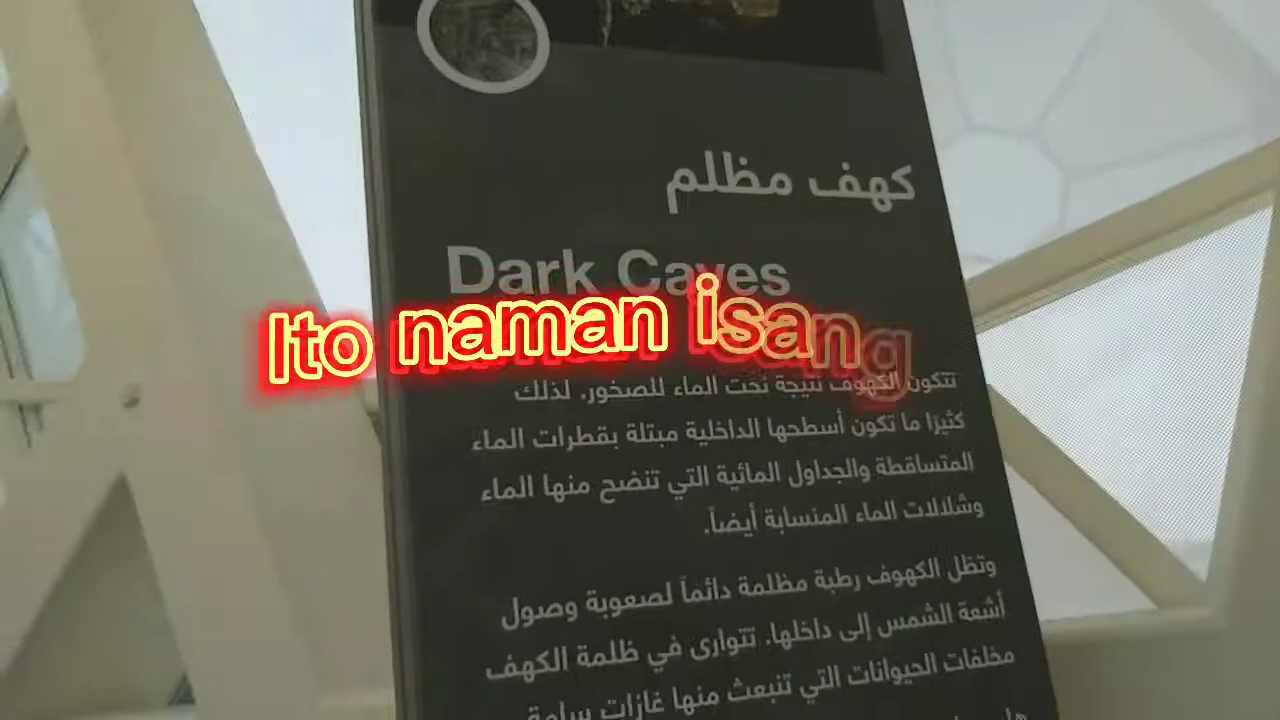 كهف مظلم
Dark Caves
Ito naman isang
تتكون الكهوف نتيجة نحت الماء للصخور. لذلك
كثيرًا ما تكون أسطحها الداخلية مبتلة بقطرات الماء
المتساقطة والجداول المائية التي تنضح منها الماء
وشلالات الماء المنسابة أيضاً.
وتظل الكهوف رطبة مظلمة دائماً لصعوبة وصول
أشعة الشمس إلى داخلها. تتوارى في ظلمة الكهف
مخلفات الحيوانات التي تنبعث منها غازات سامة